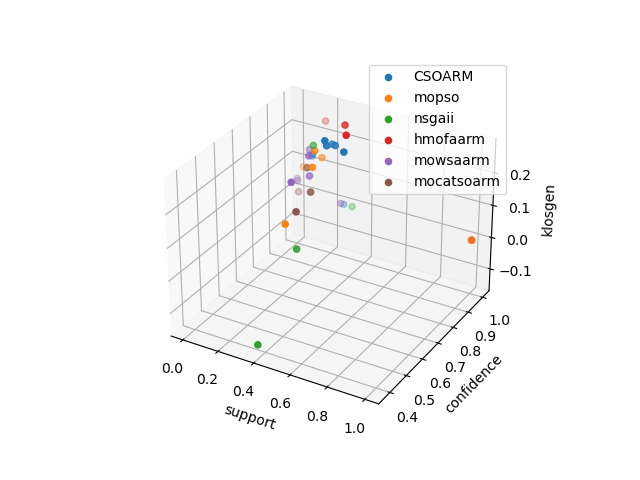 CSOARM
mopso
nsgaii
hmofaarm
mowsaarm
mocatsoarm
0.2
0.1
0.0
−0.1
klosgen
0.0
0.2
0.4
0.6
0.8
1.0
support
0.4
0.5
0.6
0.7
0.8
0.9
1.0
confidence